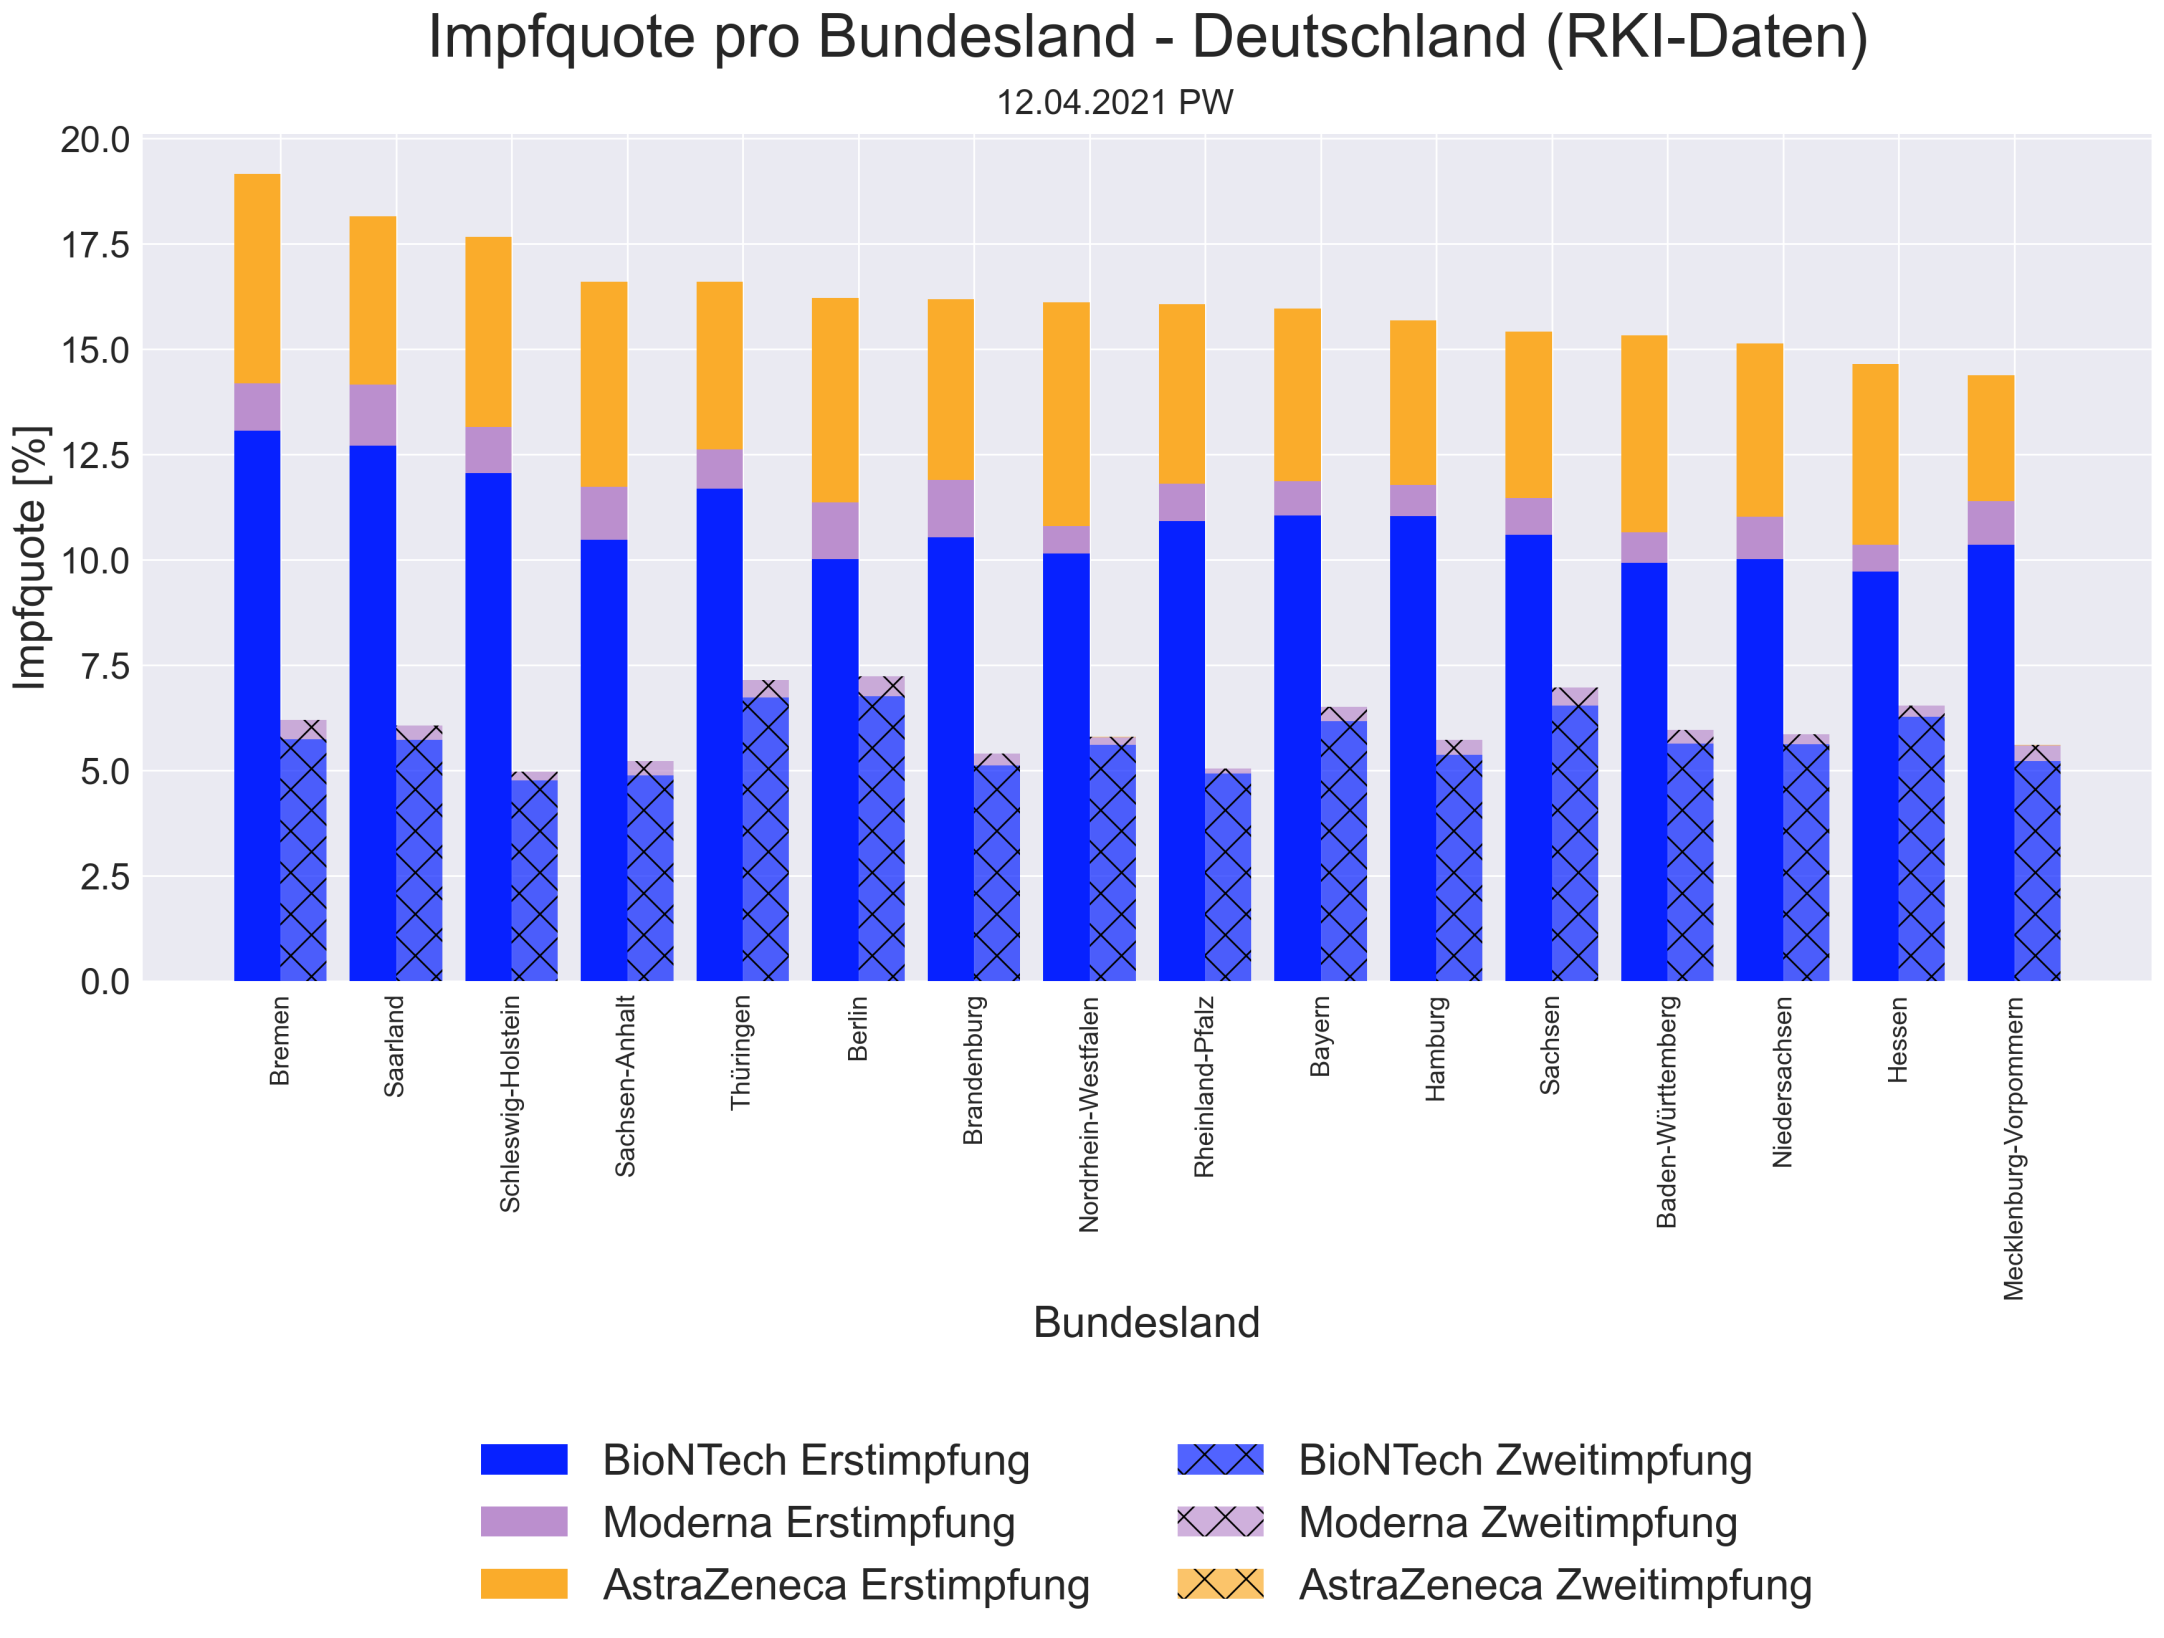 Impfquote pro Bundesland - Deutschland (RKI-Daten)
12.04.2021 PW
Impfquote [%]
20.0
17.5
15.0
12.5
10.0
7.5
5.0
2.5
0.0
Bremen
Saarland
Schleswig-Holstein
Sachsen-Anhalt
Thüringen
Berlin
Brandenburg
Nordrhein-Westfalen
Rheinland-Pfalz
Bayern
Hamburg
Sachsen
Baden-Württemberg
Niedersachsen
Hessen
Mecklenburg-Vorpommern
Bundesland
BioNTech Erstimpfung
Moderna Erstimpfung
AstraZeneca Erstimpfung
BioNTech Zweitimpfung
Moderna Zweitimpfung
AstraZeneca Zweitimpfung